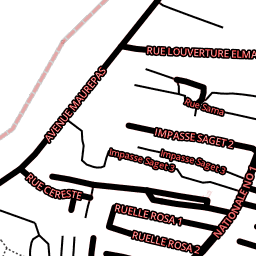 RUE LOUVERTURE ELMA
AVENUE MAUREPAS
Rue Sama
IMPASSE SAGET 2
Impasse Saget 3
Impasse Saget 3
RUE CERESTE
NATIONALE NO 1
RUELLE ROSA 1
RUELLE ROSA 2